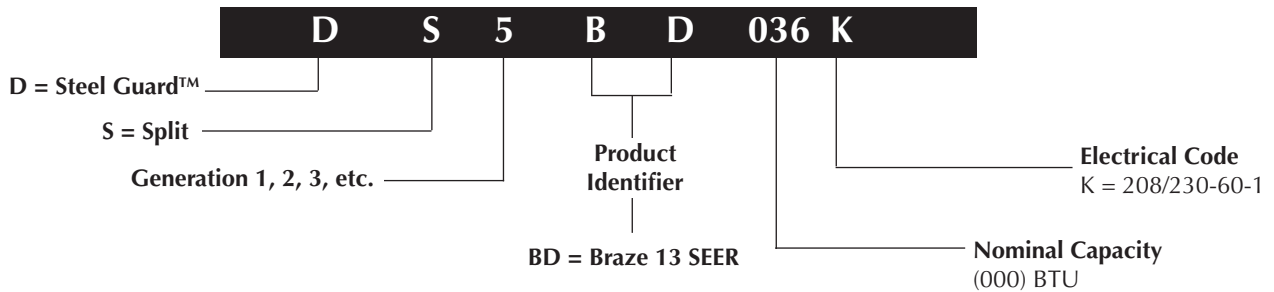 D S 5 B D 036 K
D = Steel Guard™
S = Split
Generation 1, 2, 3, etc.
Product
Identifier
BD = Braze 13 SEER
Electrical Code
K = 208/230-60-1
Nominal Capacity
(000) BTU